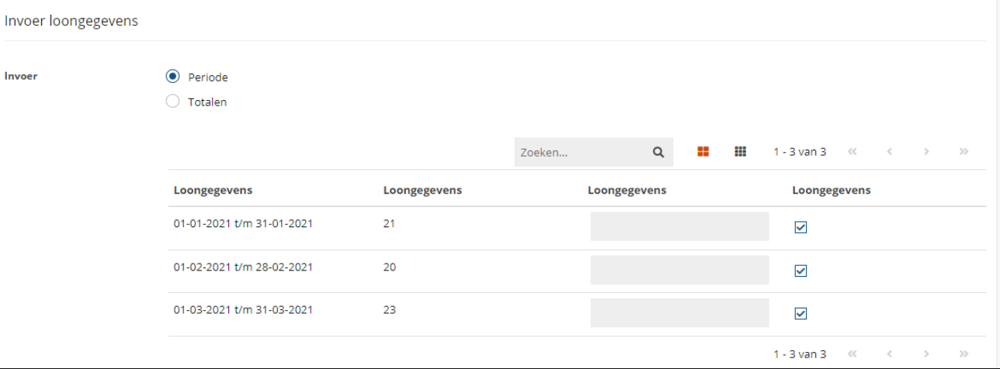 Invoer loongegevens
Invoer
Periode
Totalen
Zoeken...
1 - 3 van 3
Loongegevens Loongegevens Loongegevens Loongegevens
01-01-2021 t/m 31-01-2021 21
01-02-2021 t/m 28-02-2021 20
01-03-2021 t/m 31-03-2021 23
1 - 3 van 3